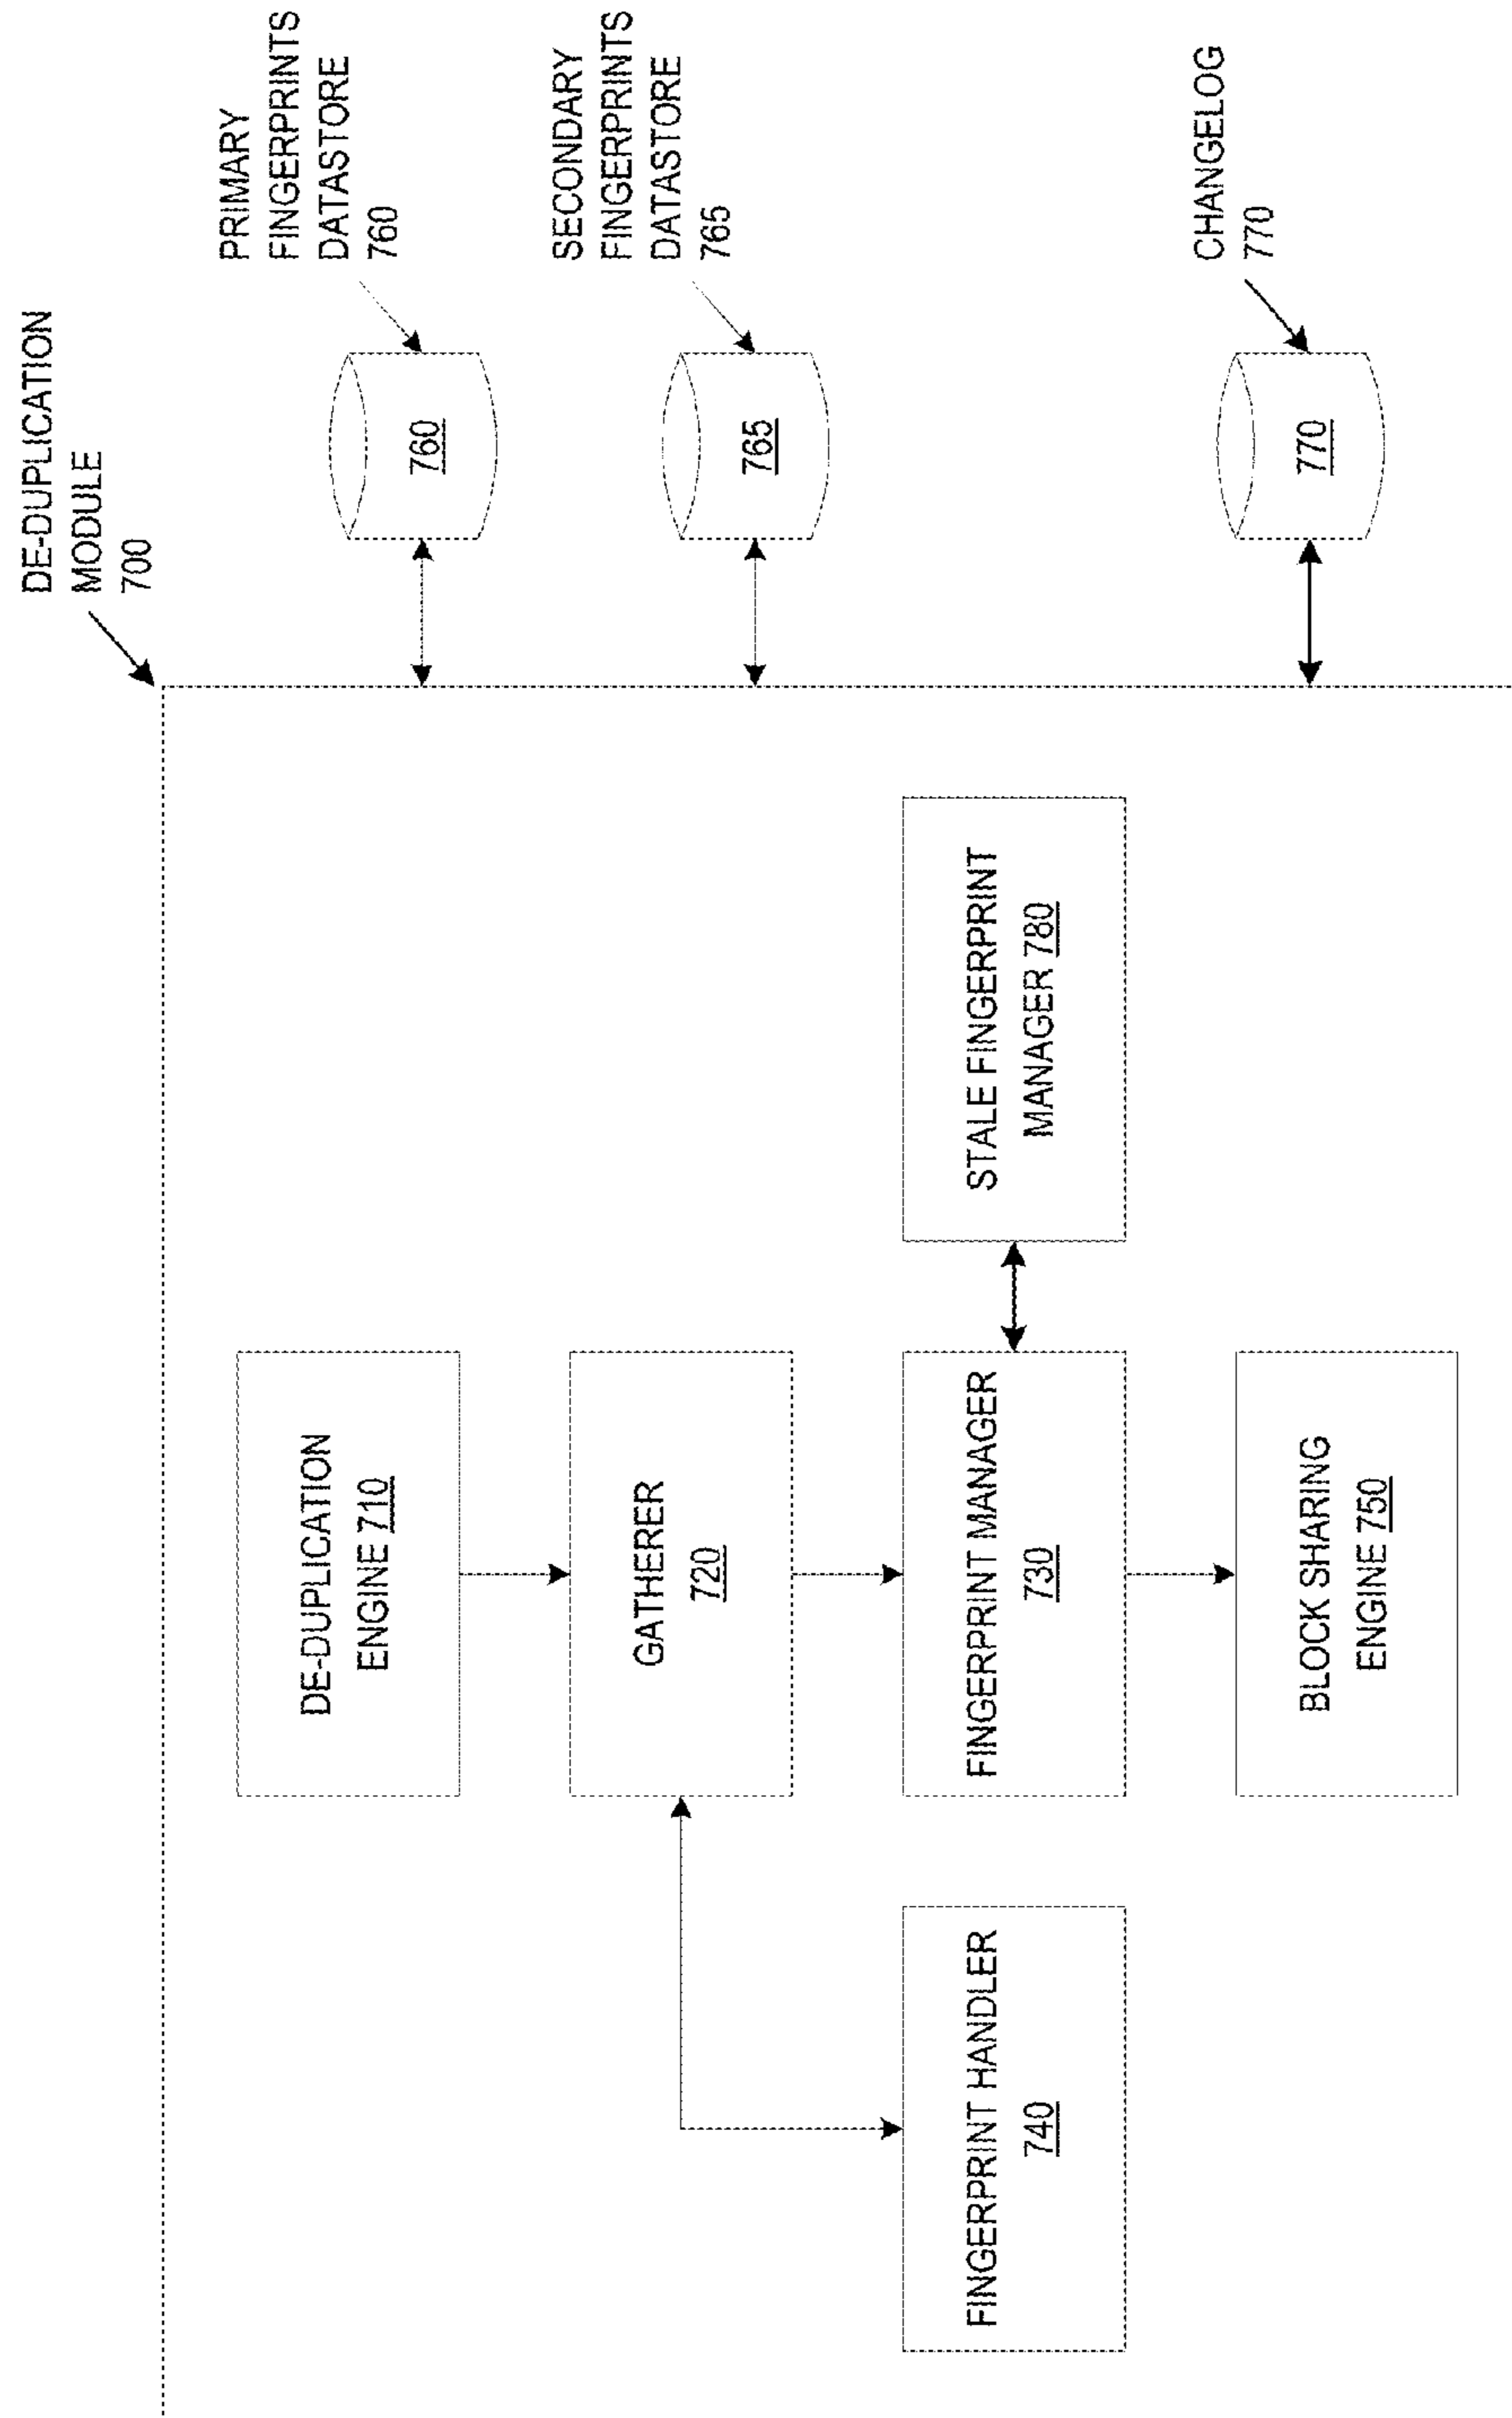 DE-DUPLICATION
MODULE
700
PRIMARY
FINGERPRINTS
DATASTORE
760
760
SECONDARY
FINGERPRINTS
DATASTORE
765
765
CHANGELOG
770
770
DE-DUPLICATION
ENGINE 710
GATHERER
720
FINGERPRINT HANDLER
740
FINGERPRINT MANAGER
730
STALE FINGERPRINT
MANAGER 780
BLOCK SHARING
ENGINE 750